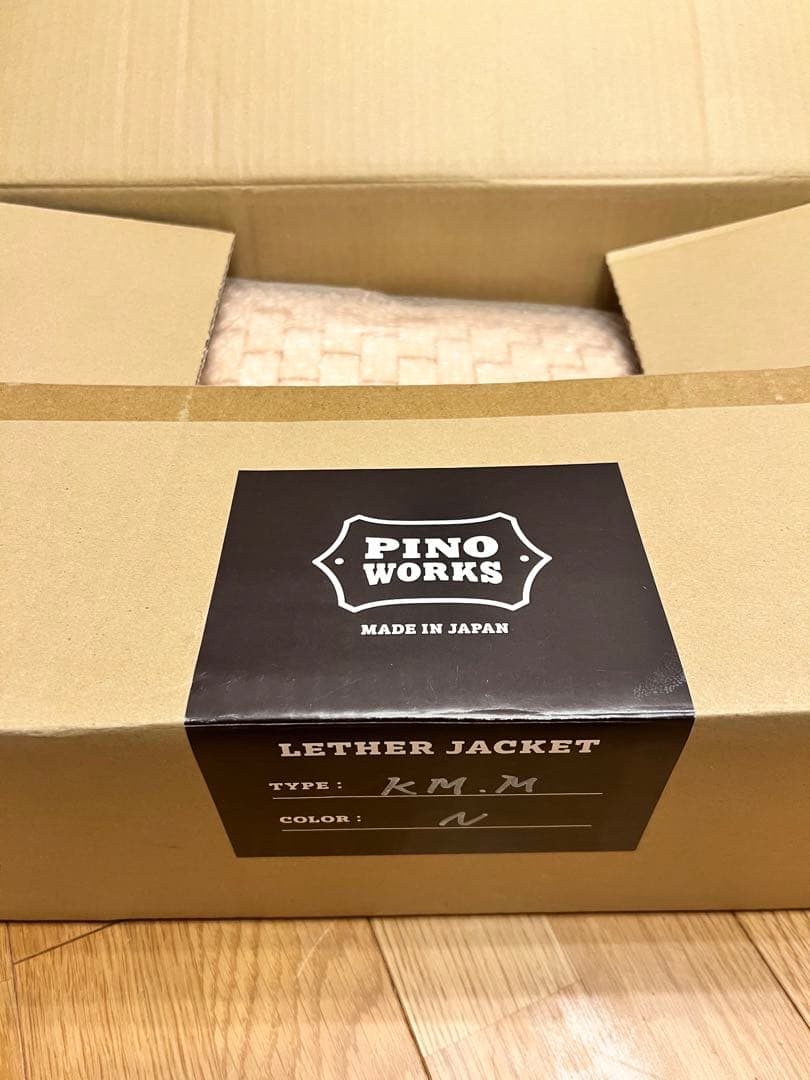 PINO
WORKS
MADE IN JAPAN
LETHER JACKET
TYPE : KM.M
COLOR : N